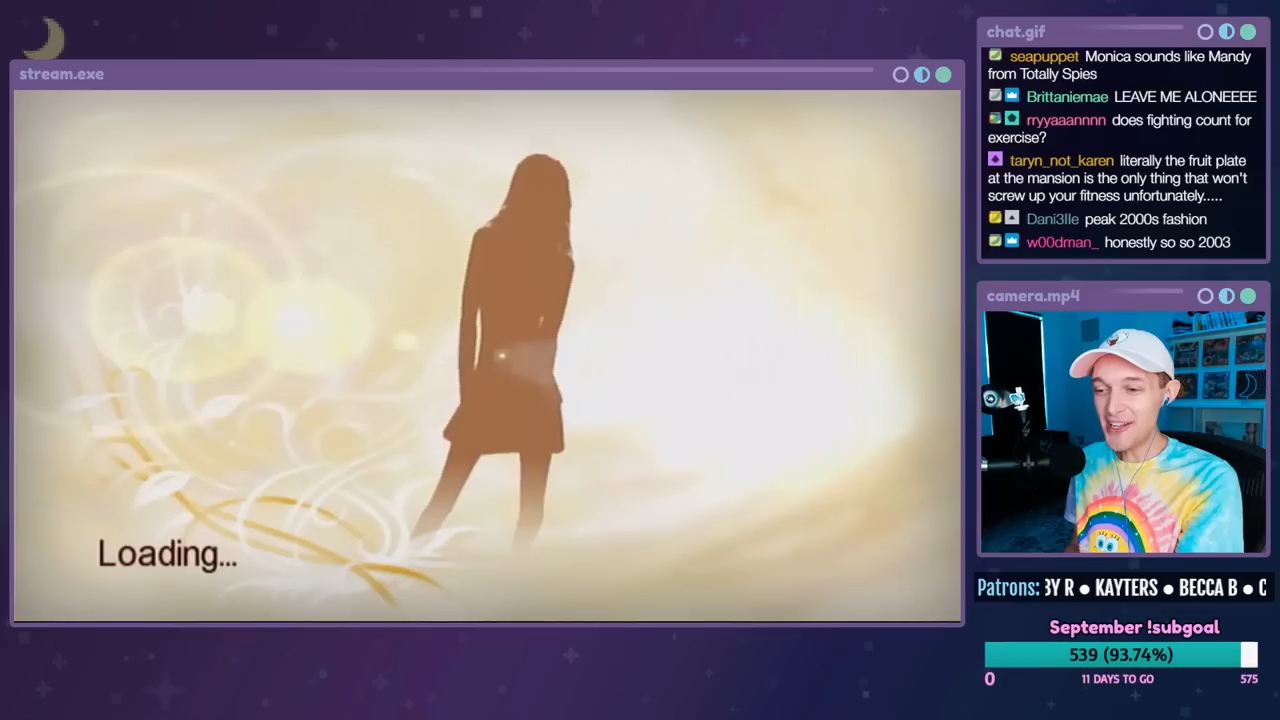 stream.exe
Loading...
chat.gif
seapuppet Monica sounds like Mandy
from Totally Spies
Brittaniemae LEAVE ME ALONEEEE
rryyaaannnn does fighting count for
exercise?
taryn_not_karen literally the fruit plate
at the mansion is the only thing that won't
screw up your fitness unfortunately.....
Dani3lle peak 2000s fashion
w00dman_ honestly so so 2003
camera.mp4
Patrons: BY R ● KAYTERS ● BECCA B ●
September !subgoal
539 (93.74%)
0 11 DAYS TO GO 575